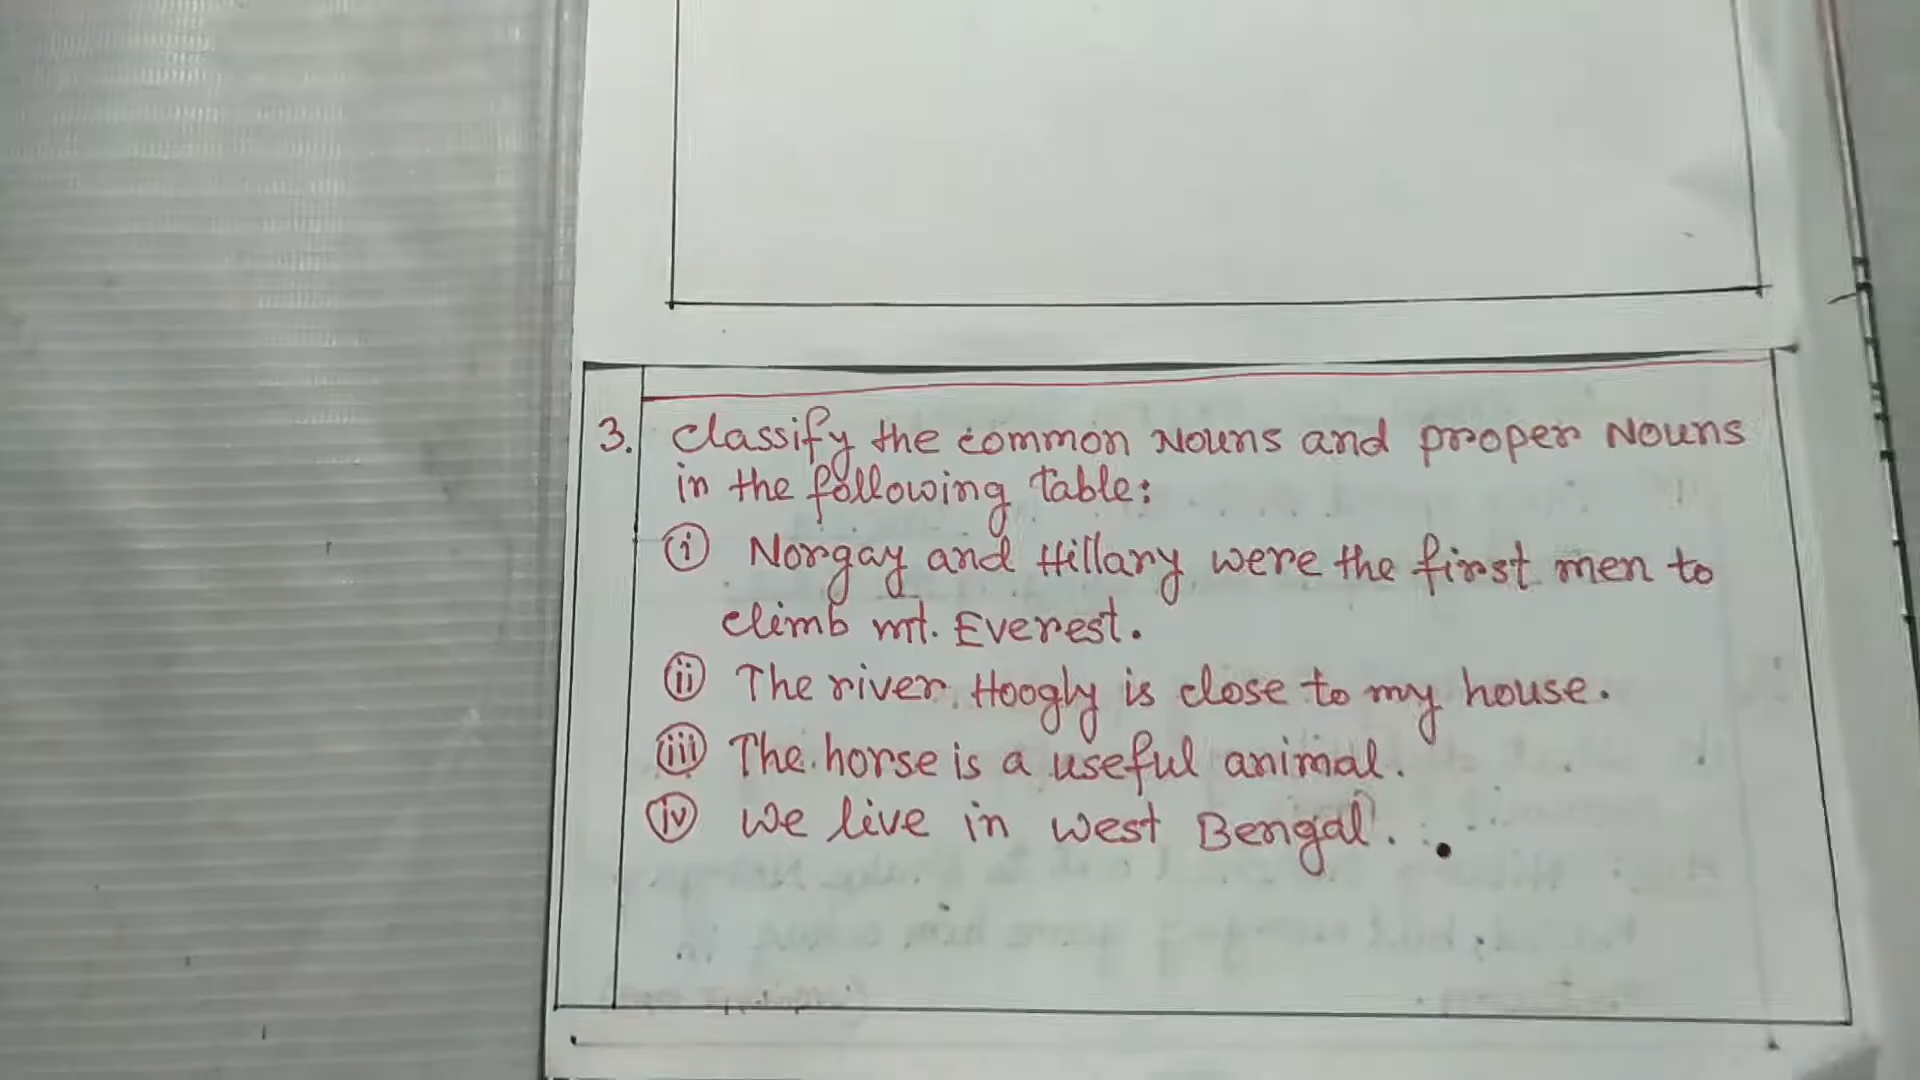 3. Classify the common Nouns and proper Nouns
in the following table:
(i) Norgay and Hillary were the first men to
climb mt. Everest.
(ii) The river Hoogly is close to my house.
(iii) The horse is a useful animal.
(iv) We live in west Bengal.